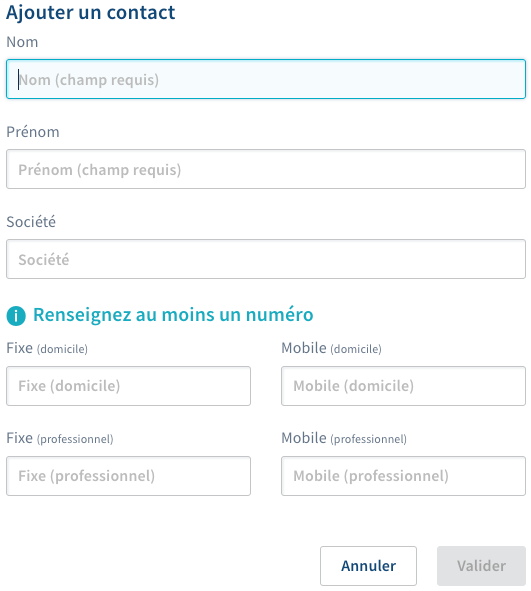 Ajouter un contact
Nom
Nom (champ requis)
Prénom
Prénom (champ requis)
Société
Société
Renseignez au moins un numéro
Fixe (domicile) Mobile (domicile)
Fixe (domicile) Mobile (domicile)
Fixe (professionnel) Mobile (professionnel)
Fixe (professionnel) Mobile (professionnel)
Annuler Valider